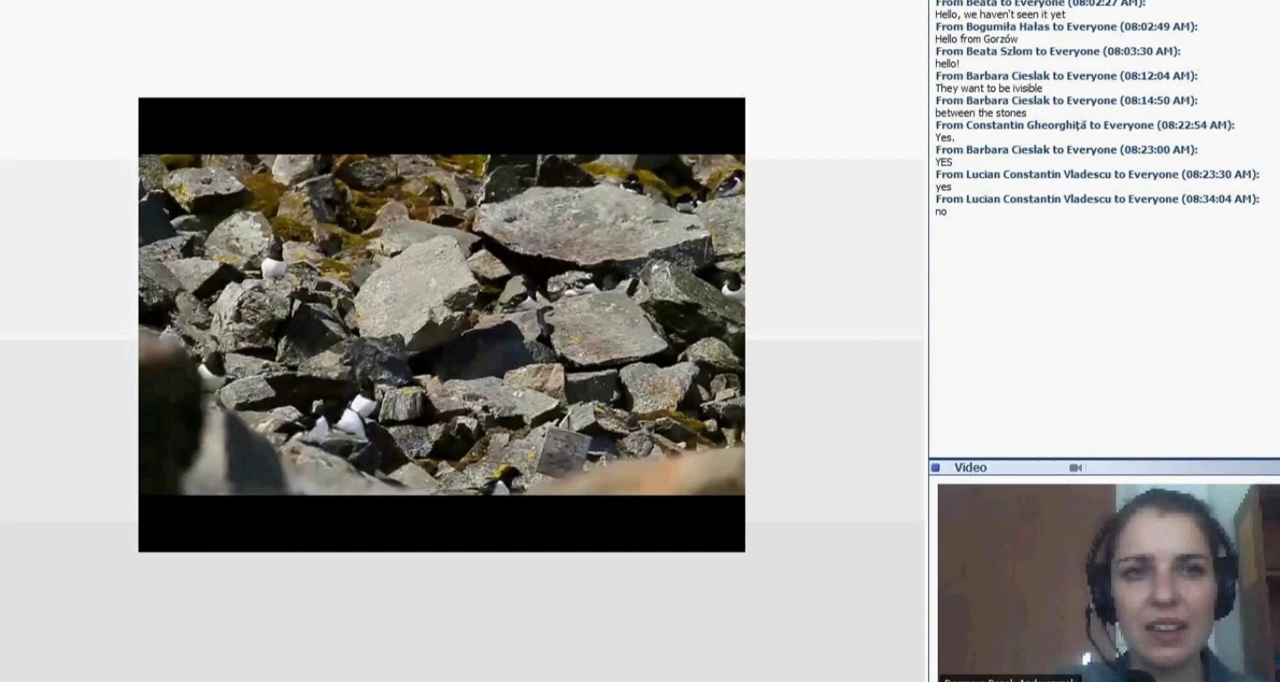 From Beata to Everyone (08:02:27 AM):
Hello, we haven't seen it yet
From Bogumiła Hałas to Everyone (08:02:49 AM):
Hello from Gorzów
From Beata Szlom to Everyone (08:03:30 AM):
hello!
From Barbara Cieslak to Everyone (08:12:04 AM):
They want to be ivisible
From Barbara Cieslak to Everyone (08:14:50 AM):
between the stones
From Constantin Gheorghiță to Everyone (08:22:54 AM):
Yes.
From Barbara Cieslak to Everyone (08:23:00 AM):
YES
From Lucian Constantin Vladescu to Everyone (08:23:30 AM):
yes
From Lucian Constantin Vladescu to Everyone (08:34:04 AM):
no
Video